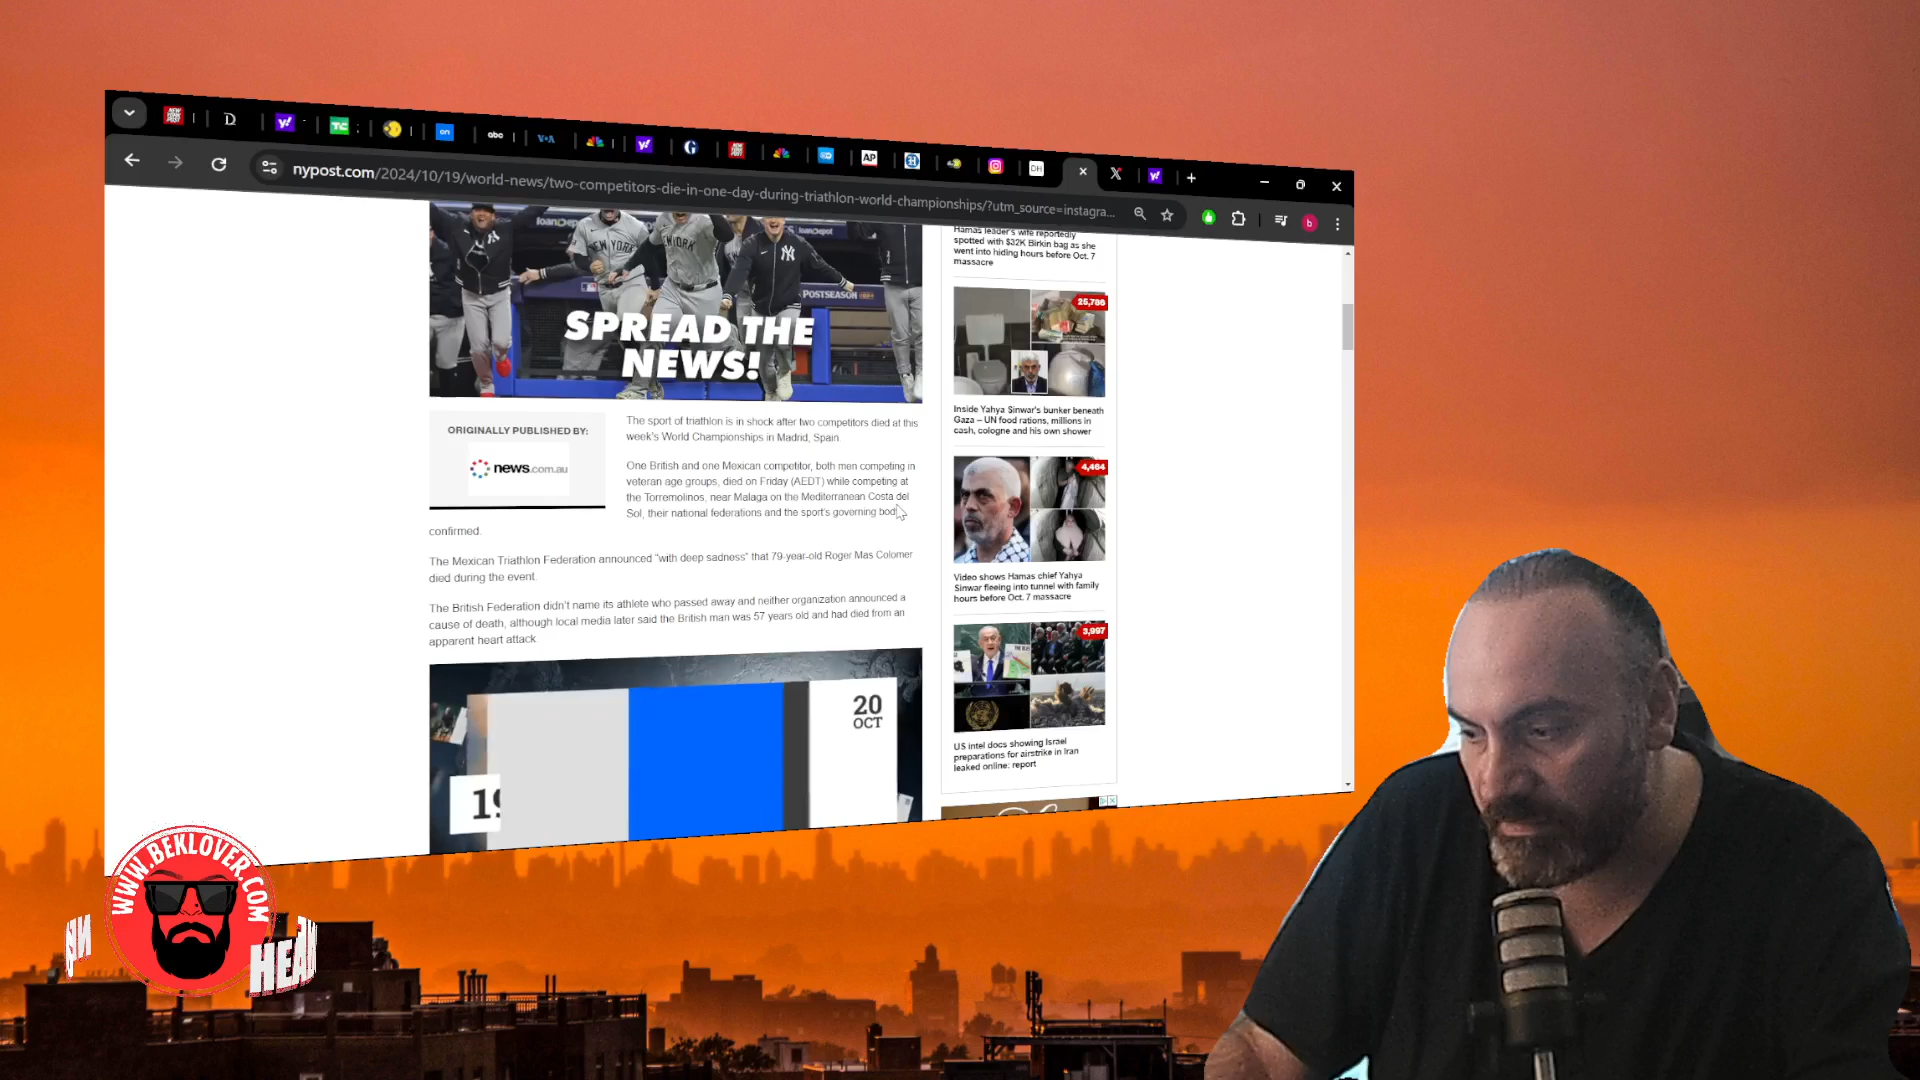 abc
VOA
AP
DH
nypost.com/2024/10/19/world-news/two-competitors-die-in-one-day-during-triathlon-world-championships/?utm_source=instagra...
b
loanDepot
NEW YORK
POSTSEASON
SPREAD THE
NEWS!
ORIGINALLY PUBLISHED BY:
news.com.au
The sport of triathlon is in shock after two competitors died at this
week's World Championships in Madrid, Spain.
One British and one Mexican competitor, both men competing in
veteran age groups, died on Friday (AEDT) while competing at
the Torremolinos, near Malaga on the Mediterranean Costa del
Sol, their national federations and the sport's governing body
confirmed.
The Mexican Triathlon Federation announced "with deep sadness" that 79-year-old Roger Mas Colomer
died during the event.
The British Federation didn't name its athlete who passed away and neither organization announced a
cause of death, although local media later said the British man was 57 years old and had died from an
apparent heart attack.
20
OCT
19
Hamas leader's wife reportedly
spotted with $32K Birkin bag as she
went into hiding hours before Oct. 7
massacre
25,786
Inside Yahya Sinwar's bunker beneath
Gaza – UN food rations, millions in
cash, cologne and his own shower
4,464
Video shows Hamas chief Yahya
Sinwar fleeing into tunnel with family
hours before Oct. 7 massacre
3,997
US intel docs showing Israel
preparations for airstrike in Iran
leaked online: report
WWW.BEKLOVER.COM